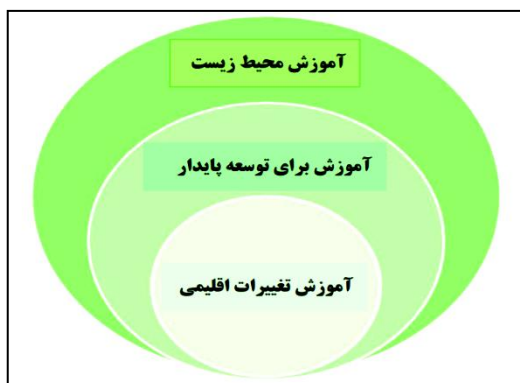 آموزش محیط زیست
آموزش برای توسعه پایدار
آموزش تغییرات اقلیمی